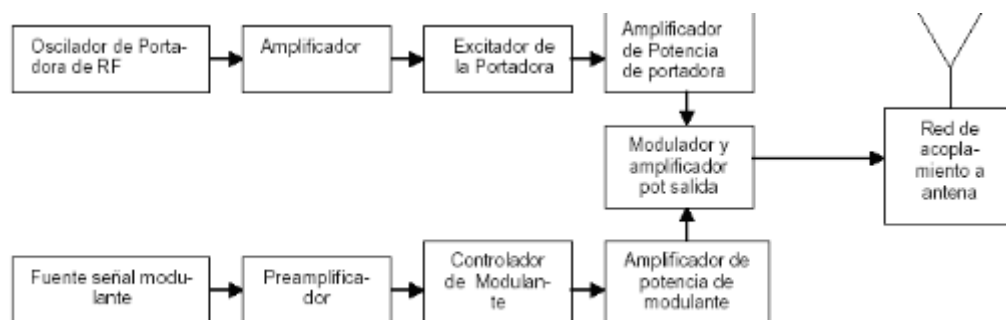 Oscilador de Porta-
dora de RF
Amplificador
Excitador de
la Portadora
Amplificador
de Potencia
de portadora
Modulador y
amplificador
pot salida
Red de
acopla-
miento a
antena
Fuente señal modu-
lante
Preamplifica-
dor
Controlador
de Modulan-
te
Amplificador de
potencia de
modulante